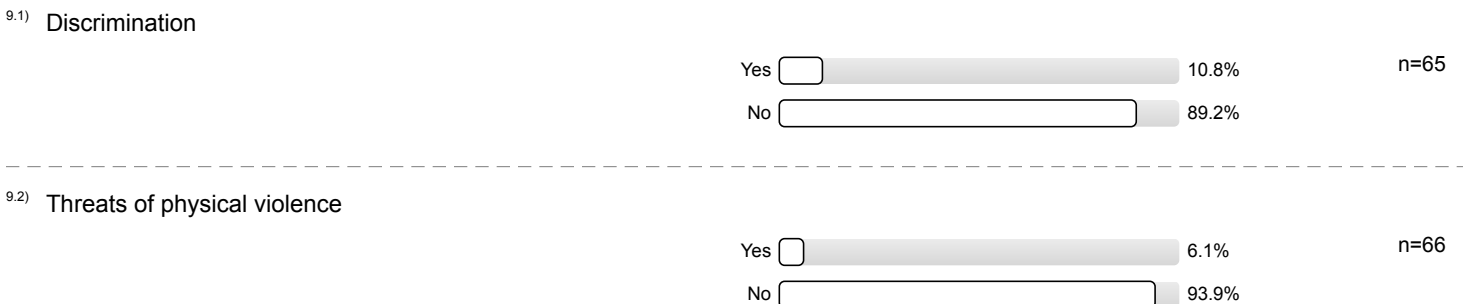 9.1) Discrimination
Yes 10.8% n=65
No 89.2%
9.2) Threats of physical violence
Yes 6.1% n=66
No 93.9%